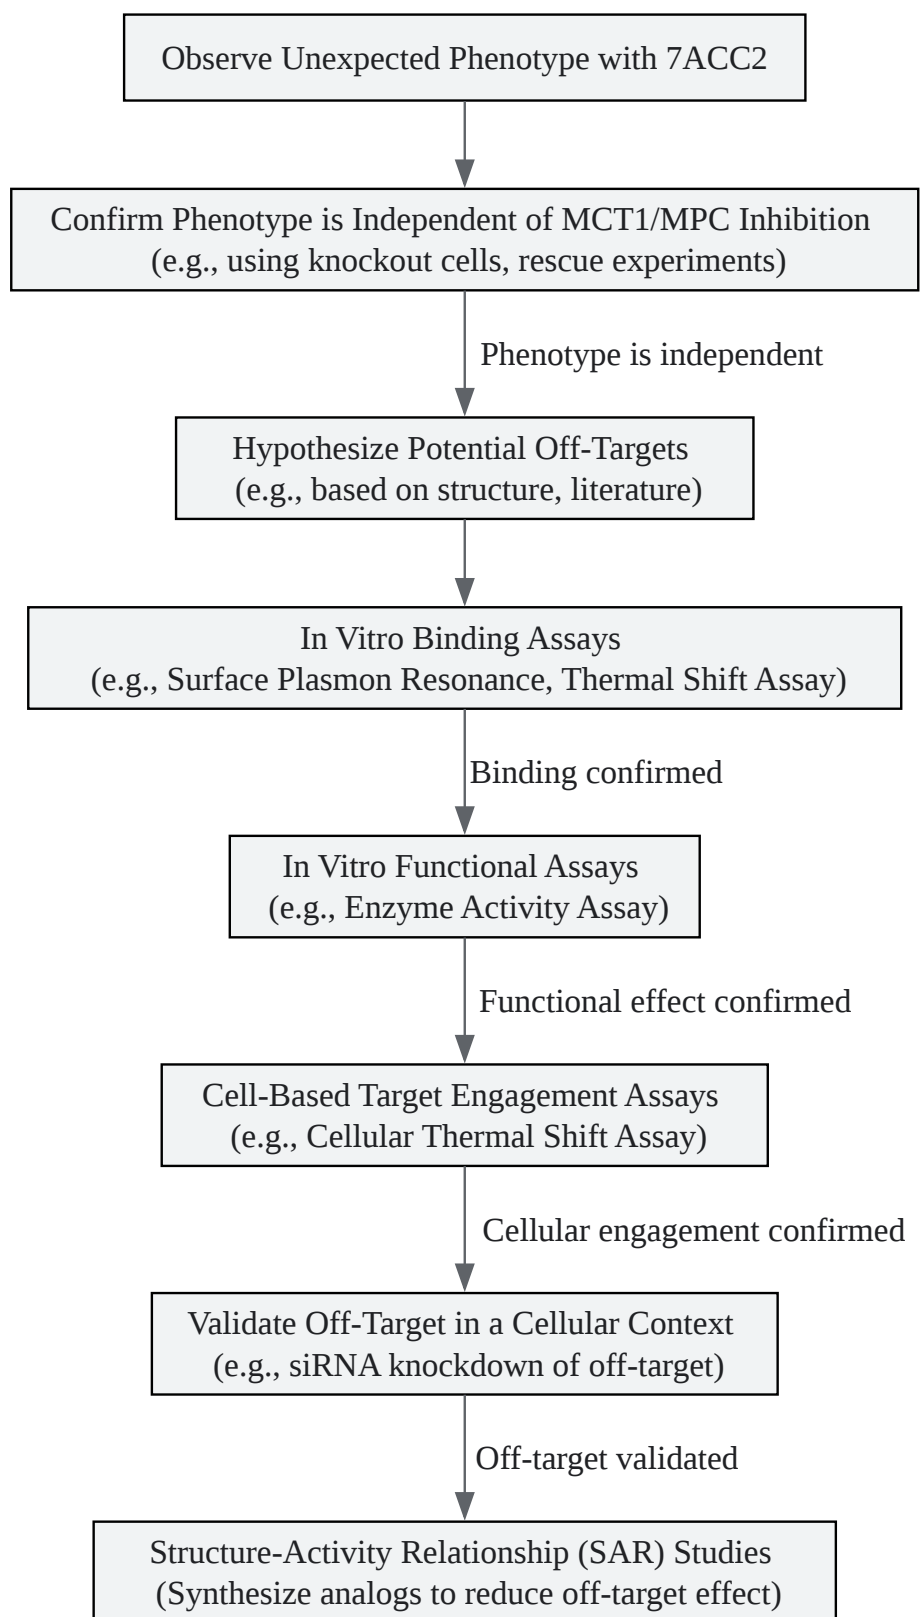 Observe Unexpected Phenotype with 7ACC2
Confirm Phenotype is Independent of MCT1/MPC Inhibition
(e.g., using knockout cells, rescue experiments)
Phenotype is independent
Hypothesize Potential Off-Targets
(e.g., based on structure, literature)
In Vitro Binding Assays
(e.g., Surface Plasmon Resonance, Thermal Shift Assay)
Binding confirmed
In Vitro Functional Assays
(e.g., Enzyme Activity Assay)
Functional effect confirmed
Cell-Based Target Engagement Assays
(e.g., Cellular Thermal Shift Assay)
Cellular engagement confirmed
Validate Off-Target in a Cellular Context
(e.g., siRNA knockdown of off-target)
Off-target validated
Structure-Activity Relationship (SAR) Studies
(Synthesize analogs to reduce off-target effect)